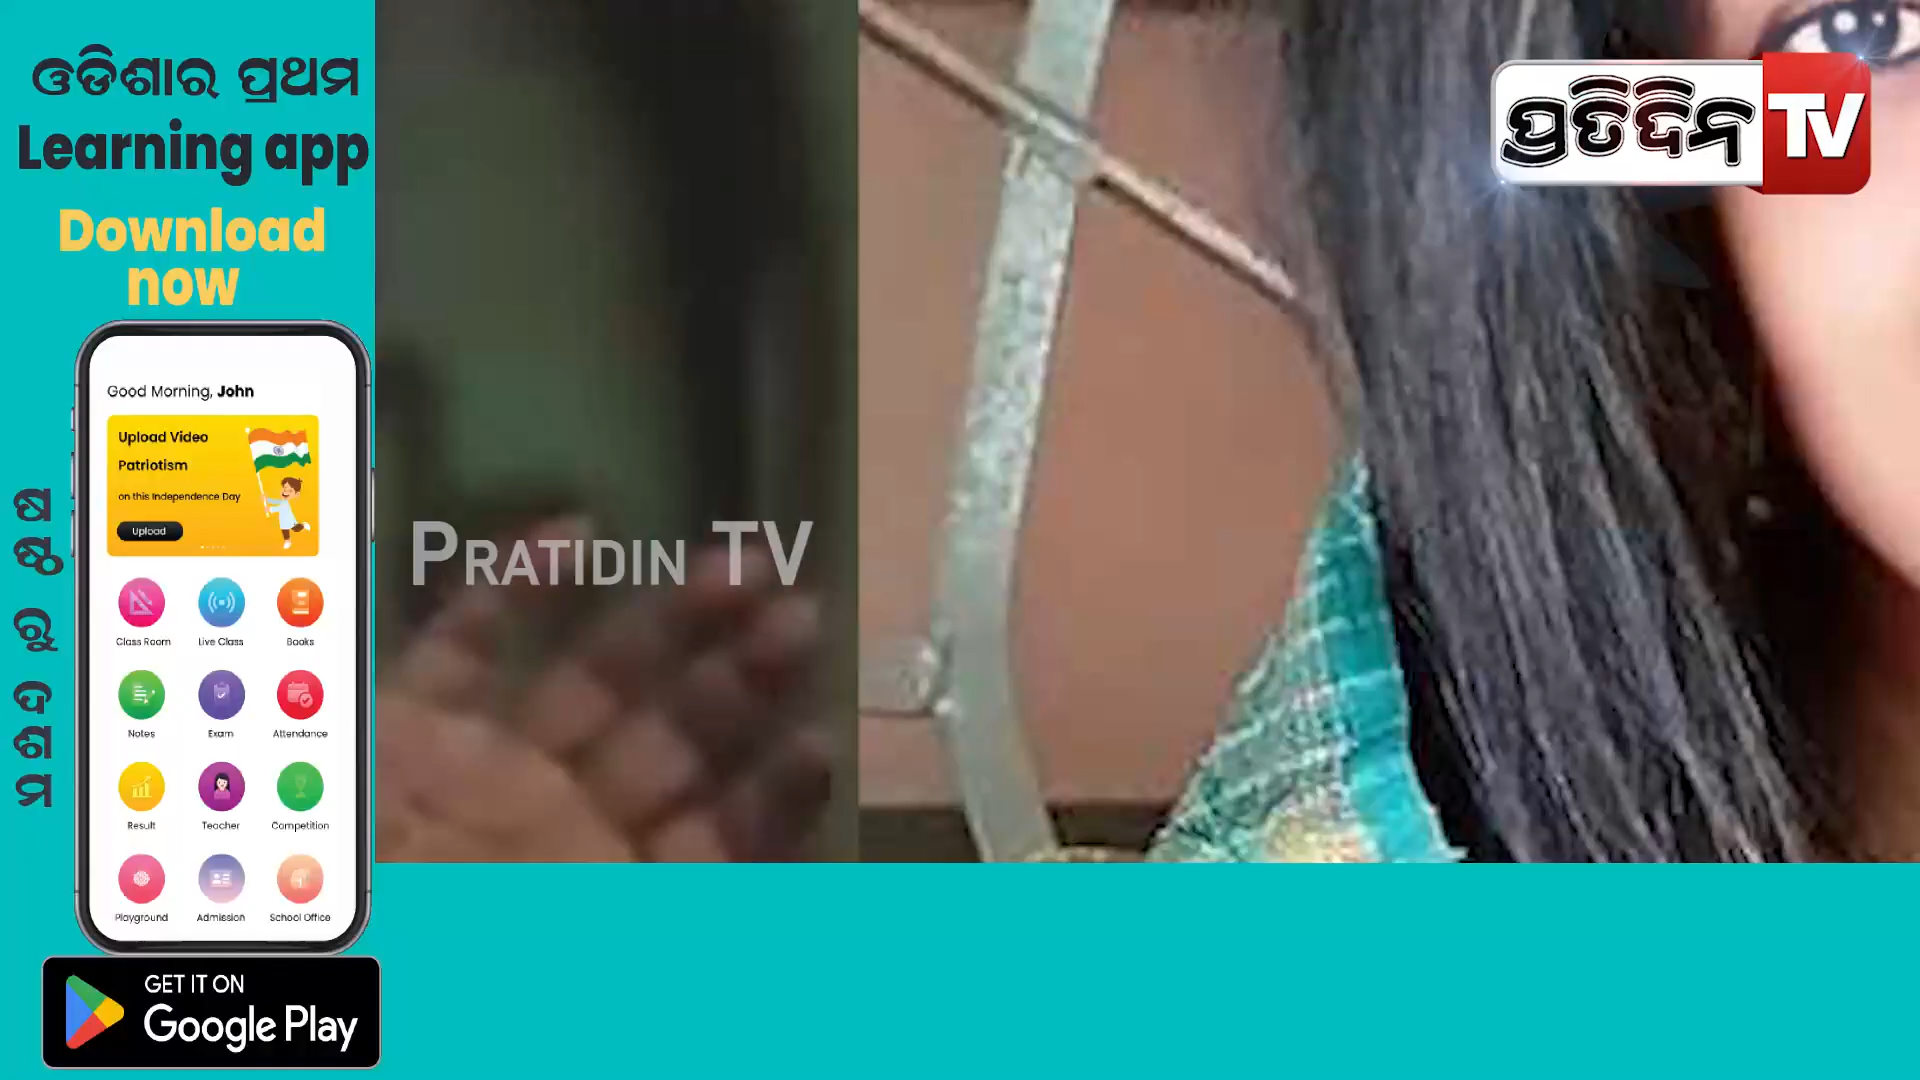 ଓଡିଶାର ପ୍ରଥମ
Learning app
Download
now
Good Morning, John
Upload Video
Patriotism
on this Independence Day
Upload
Class Room
Live Class
Books
Notes
Exam
Attendance
Result
Teacher
Competition
Playground
Admission
School Office
ଷଷ୍ଠ ରୁ ଦଶମ
GET IT ON
Google Play
PRATIDIN TV
ପ୍ରତିଦିନ TV